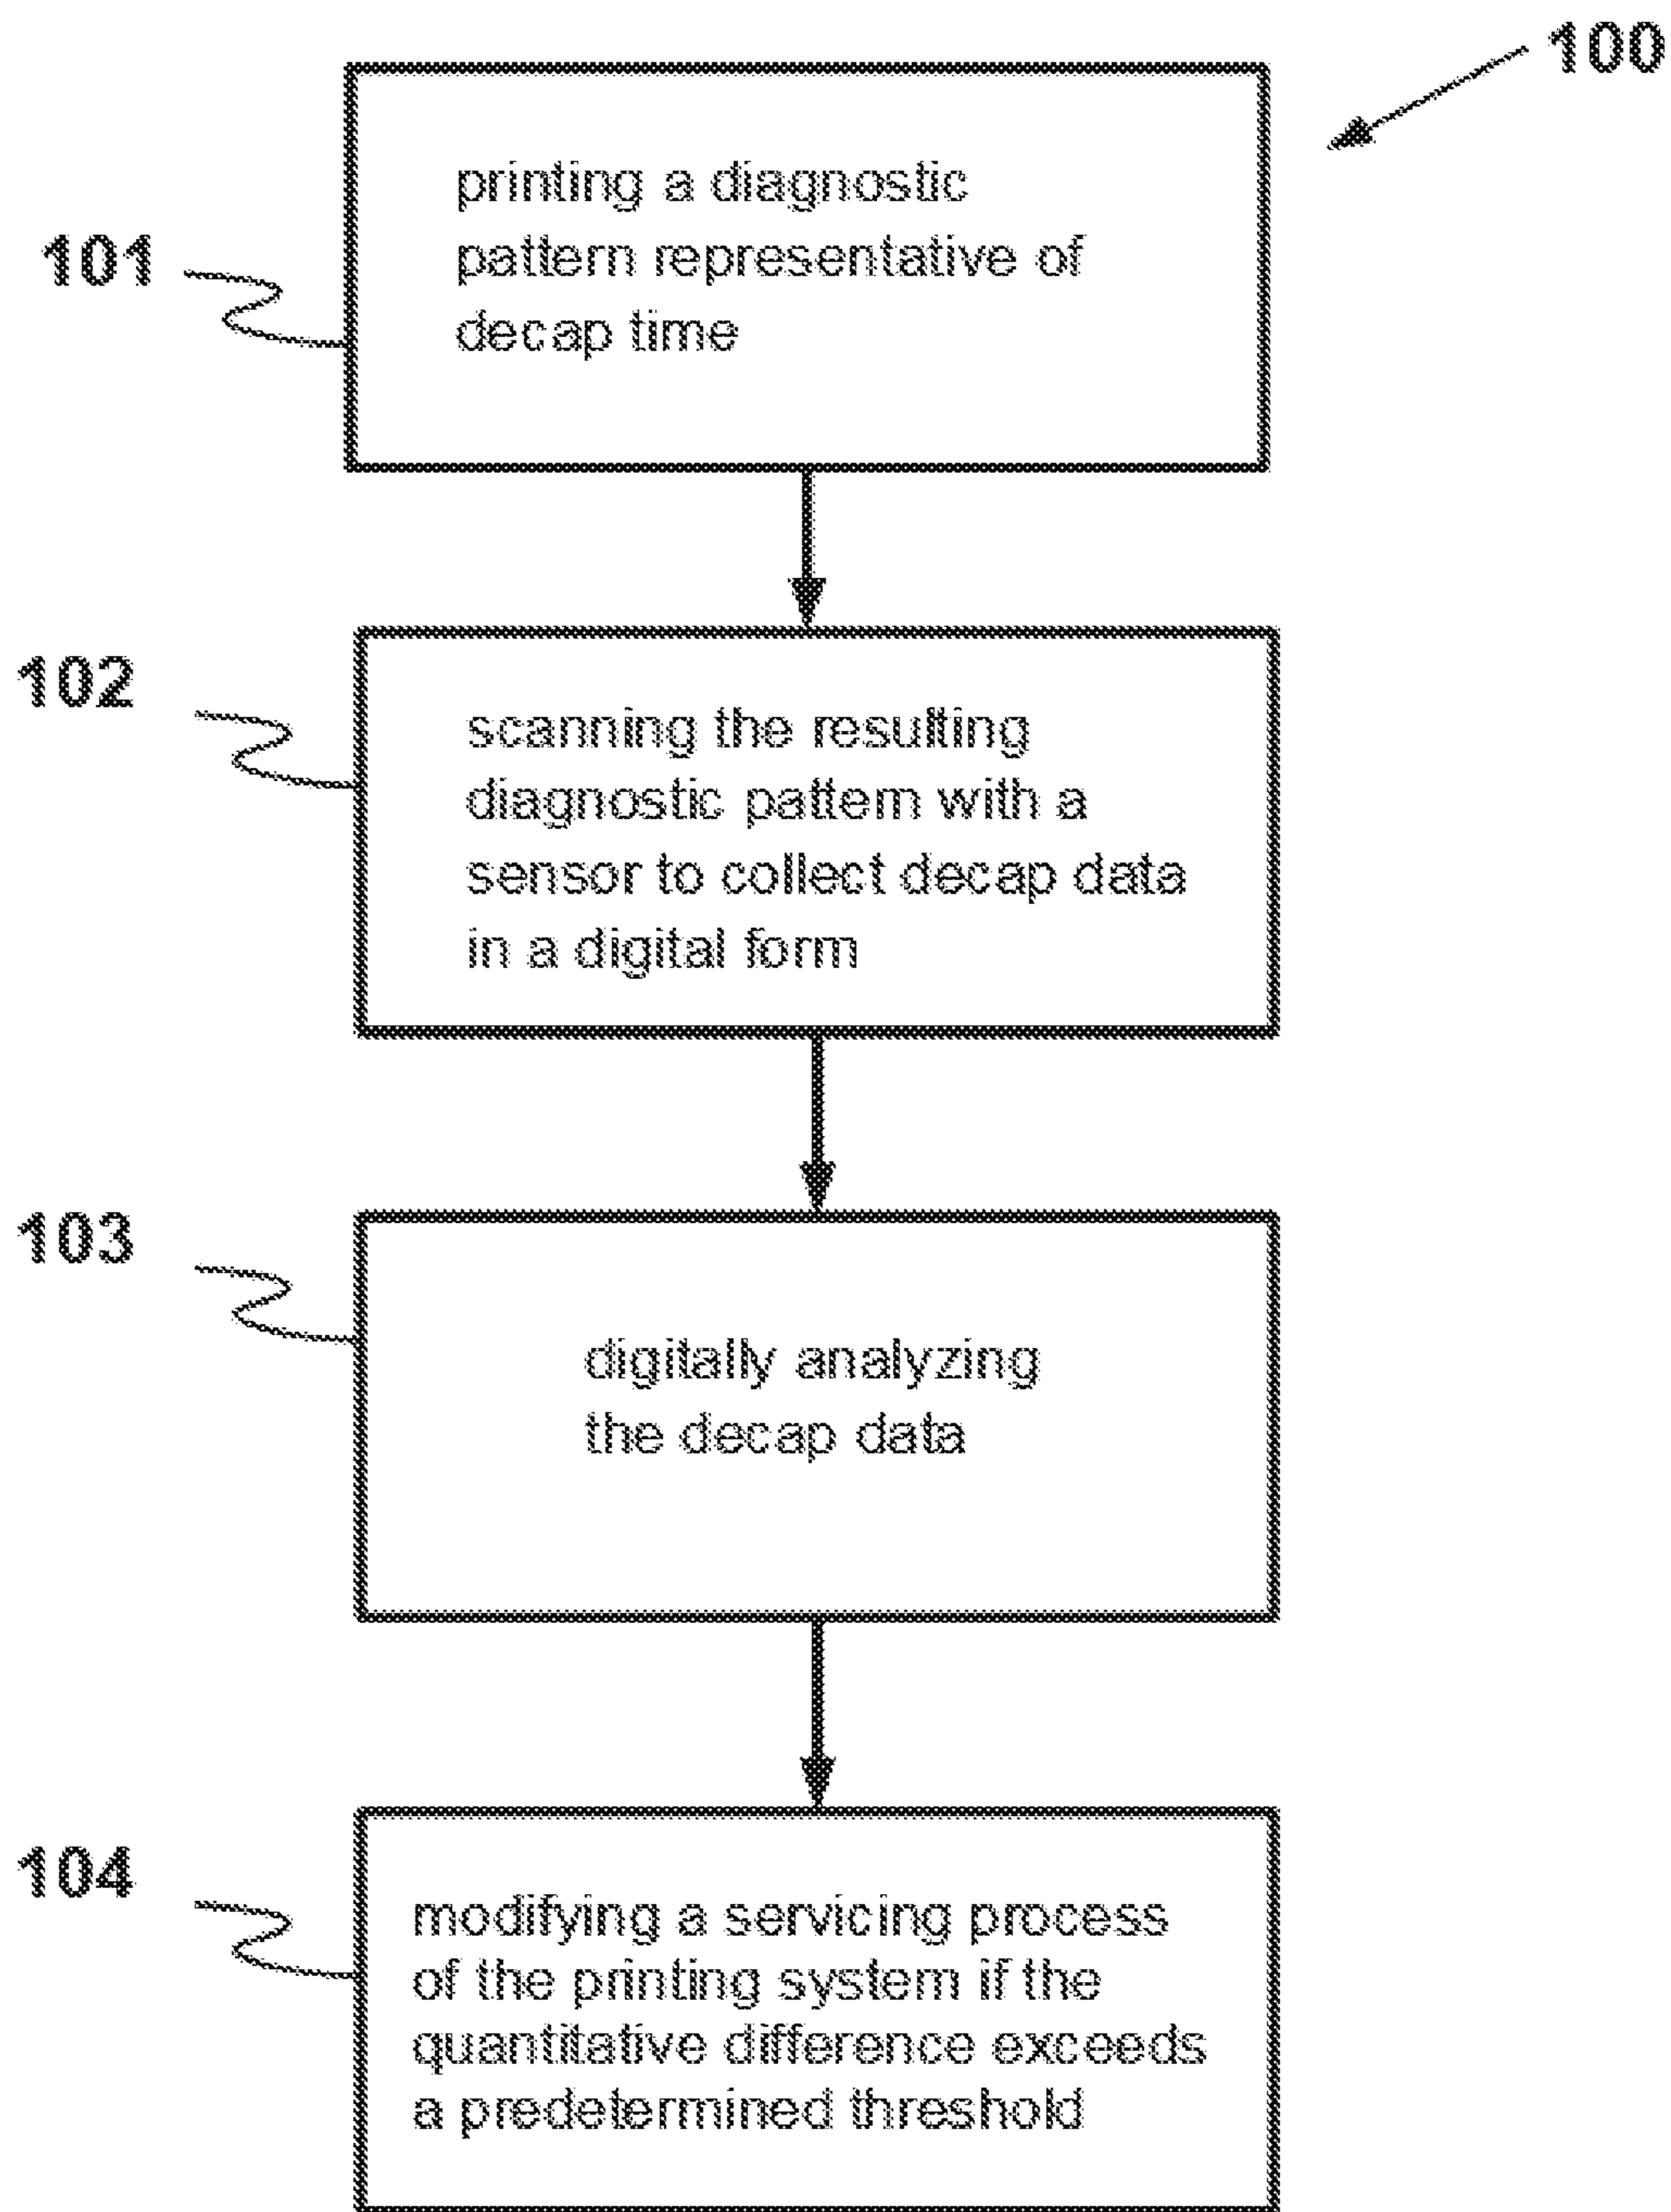 100
101
printing a diagnostic
pattern representative of
decap time
102
scanning the resulting
diagnostic pattern with a
sensor to collect decap data
in a digital form
103
digitally analyzing
the decap data
104
modifying a servicing process
of the printing system if the
quantitative difference exceeds
a predetermined threshold